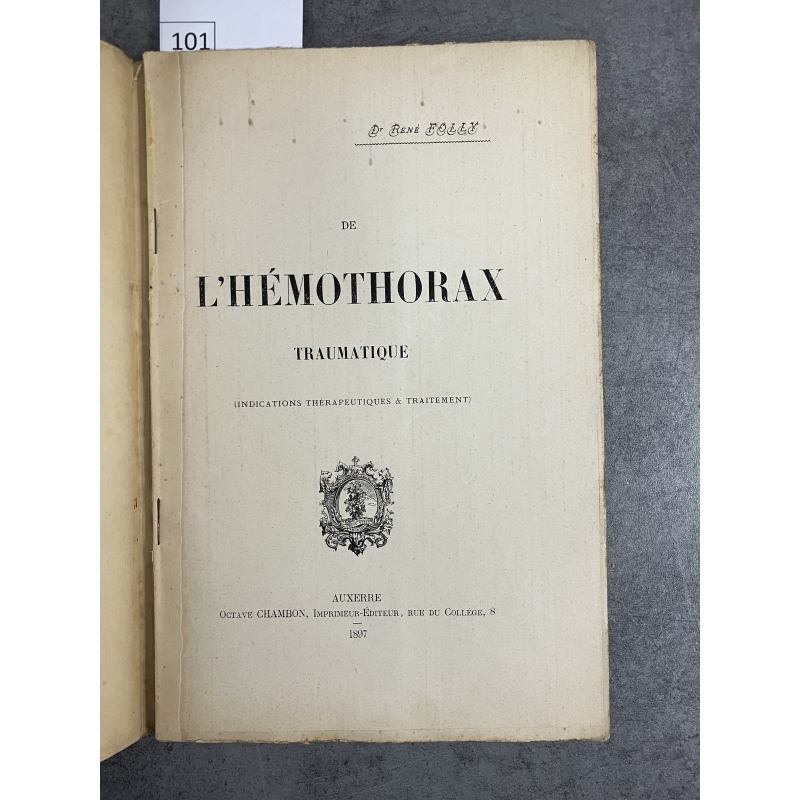 101
Dr René FOLLY
DE
L'HÉMOTHORAX
TRAUMATIQUE
(INDICATIONS THÉRAPEUTIQUES & TRAITEMENT)
AUXERRE
Octave CHAMBON, Imprimeur-Éditeur, rue du Collége, 8
1897